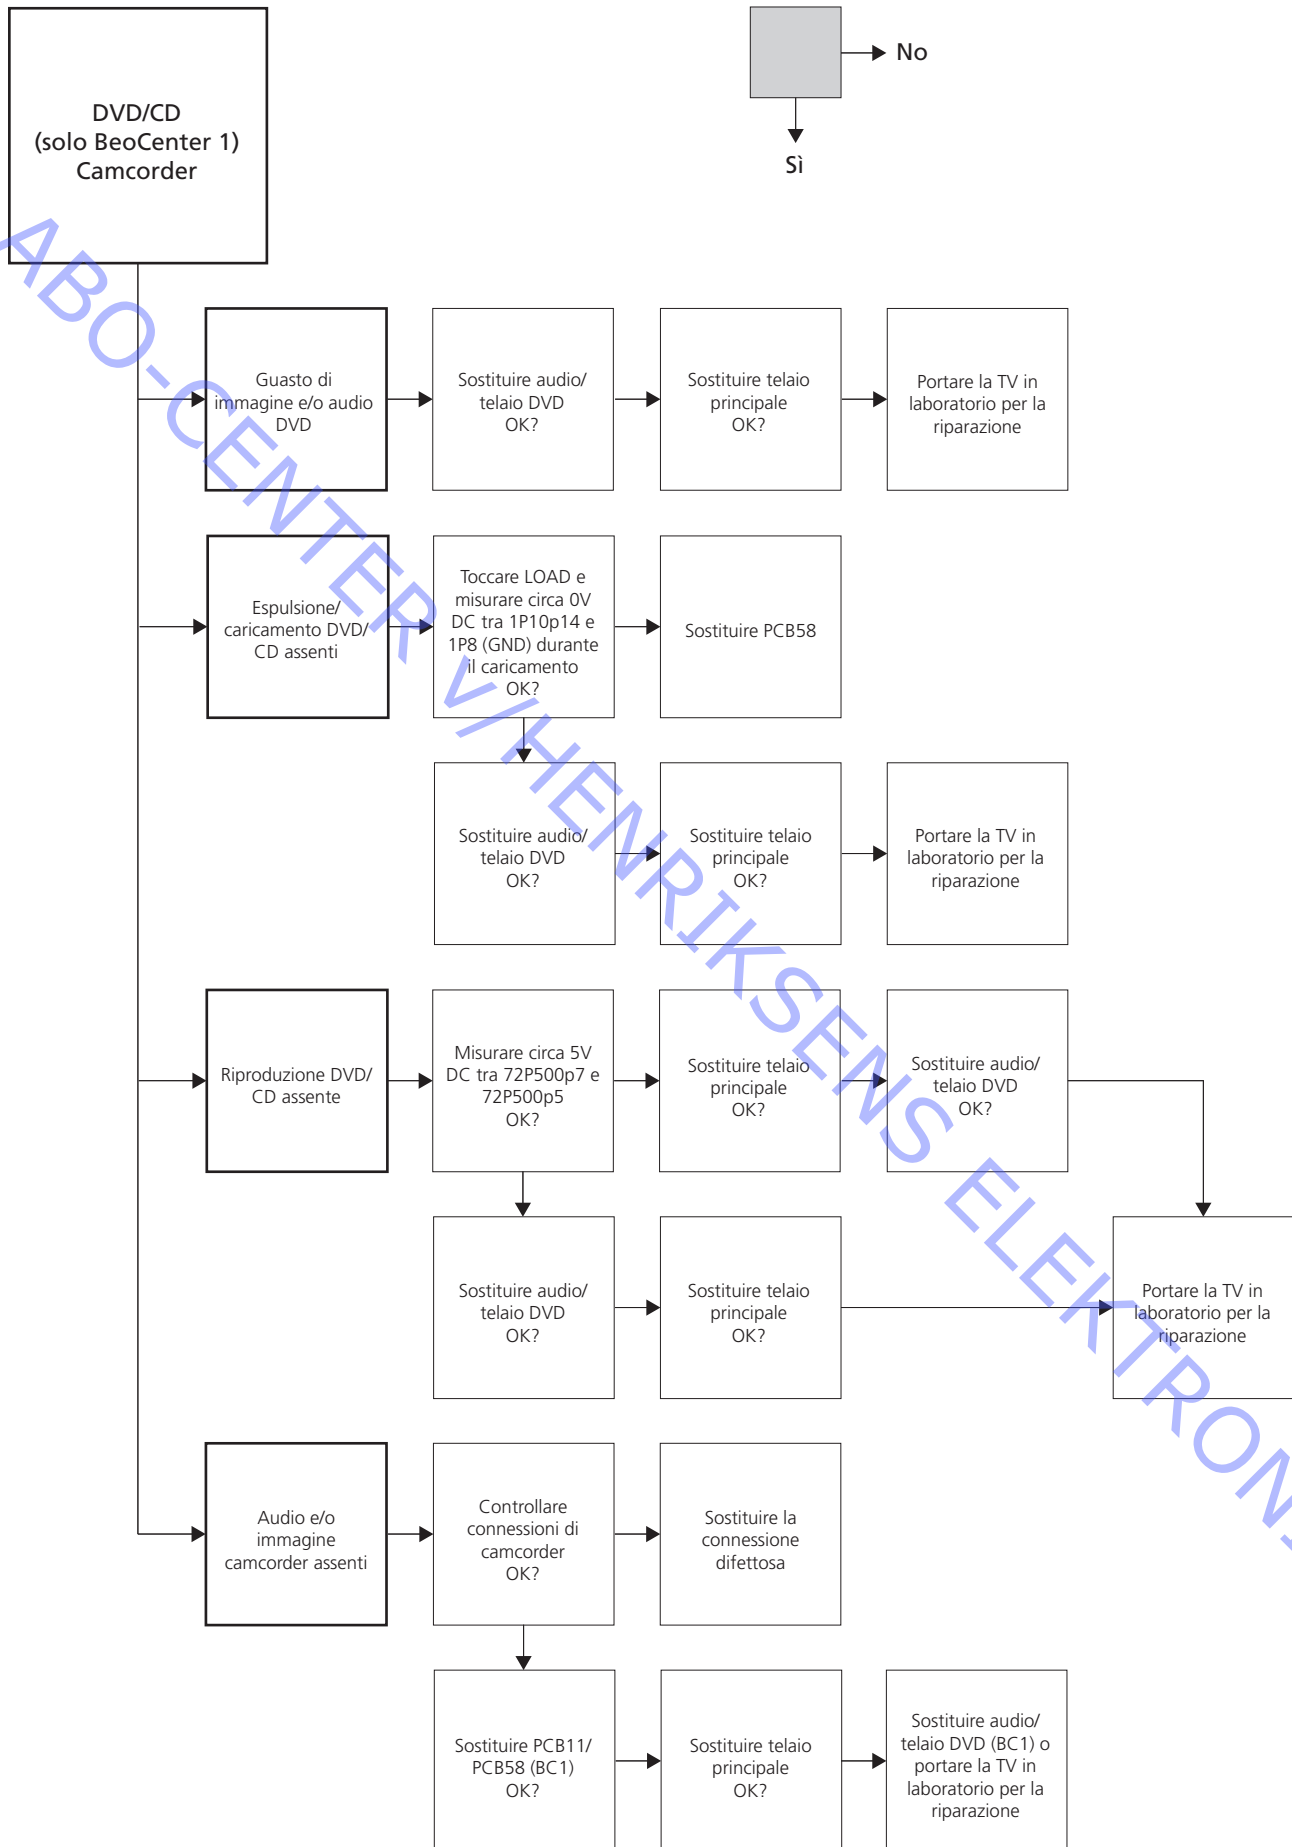 DVD/CD
(solo BeoCenter 1)
Camcorder
No
Sì
Guasto di
immagine e/o audio
DVD
Sostituire audio/
telaio DVD
OK?
Sostituire telaio
principale
OK?
Portare la TV in
laboratorio per la
riparazione
Espulsione/
caricamento DVD/
CD assenti
Toccare LOAD e
misurare circa 0V
DC tra 1P10p14 e
1P8 (GND) durante
il caricamento
OK?
Sostituire PCB58
Sostituire audio/
telaio DVD
OK?
Sostituire telaio
principale
OK?
Portare la TV in
laboratorio per la
riparazione
Riproduzione DVD/
CD assente
Misurare circa 5V
DC tra 72P500p7 e
72P500p5
OK?
Sostituire telaio
principale
OK?
Sostituire audio/
telaio DVD
OK?
Sostituire audio/
telaio DVD
OK?
Sostituire telaio
principale
OK?
Portare la TV in
laboratorio per la
riparazione
Audio e/o
immagine
camcorder assenti
Controllare
connessioni di
camcorder
OK?
Sostituire la
connessione
difettosa
Sostituire PCB11/
PCB58 (BC1)
OK?
Sostituire telaio
principale
OK?
Sostituire audio/
telaio DVD (BC1) o
portare la TV in
laboratorio per la
riparazione
ABO-CENTER V/HENRIKSENS ELEKTRON